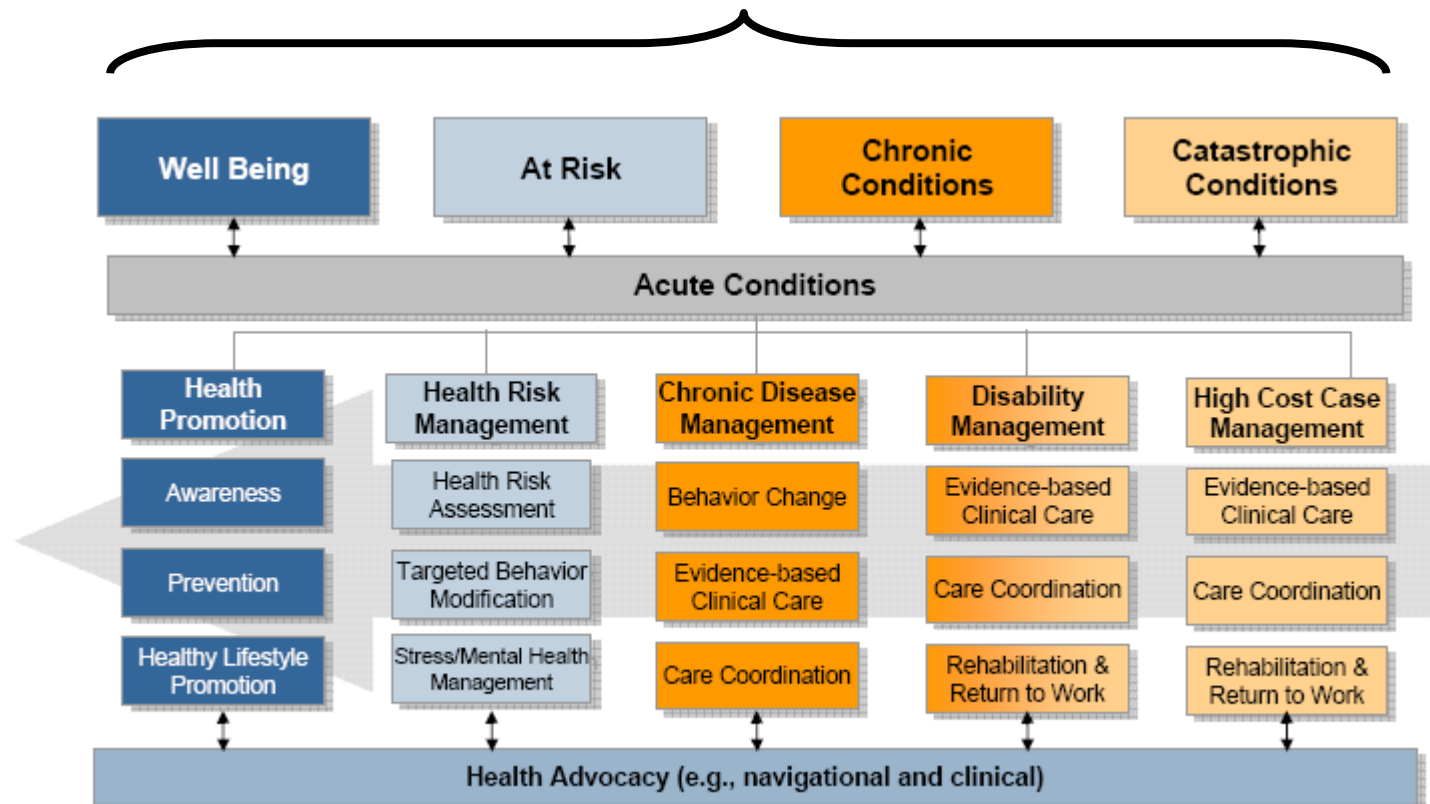 Well Being
At Risk
Chronic
Conditions
Catastrophic
Conditions
Acute Conditions
Health
Promotion
Health Risk
Management
Chronic Disease
Management
Disability
Management
High Cost Case
Management
Awareness
Health Risk
Assessment
Behavior Change
Evidence-based
Clinical Care
Evidence-based
Clinical Care
Prevention
Targeted Behavior
Modification
Evidence-based
Clinical Care
Care Coordination
Care Coordination
Healthy Lifestyle
Promotion
Stress/Mental Health
Management
Care Coordination
Rehabilitation &
Return to Work
Rehabilitation &
Return to Work
Health Advocacy (e.g., navigational and clinical)